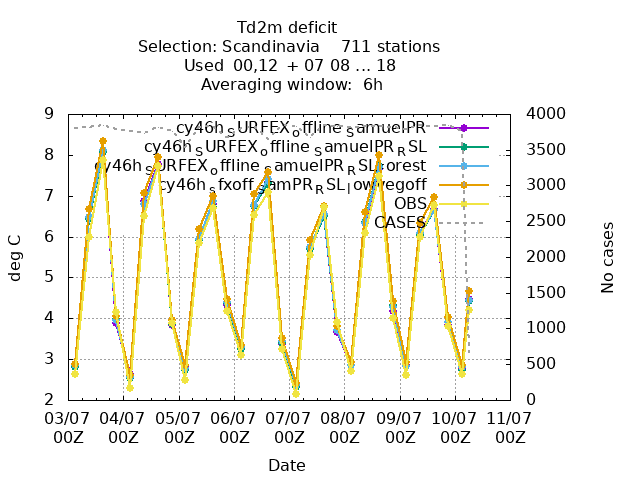 Td2m deficit
Selection: Scandinavia    711 stations
Used 00,12 + 07 08 ... 18
Averaging window: 6h
9
8
7
6
5
4
3
2
4000
3500
3000
2500
2000
1500
1000
500
0
cy46h_SURFEX_offline_SamuelPR
cy46h_SURFEX_offline_SamuelPR_RSL
cy46h_SURFEX_offline_SamuelPR_RSL
cy46h_sfxoff_SamPR_RSL_lowvegoff
OBS
CASES
deg C
No cases
03/07 04/07 05/07 06/07 07/07 08/07 09/07 10/07 11/07
00Z 00Z 00Z 00Z 00Z 00Z 00Z 00Z 00Z
Date